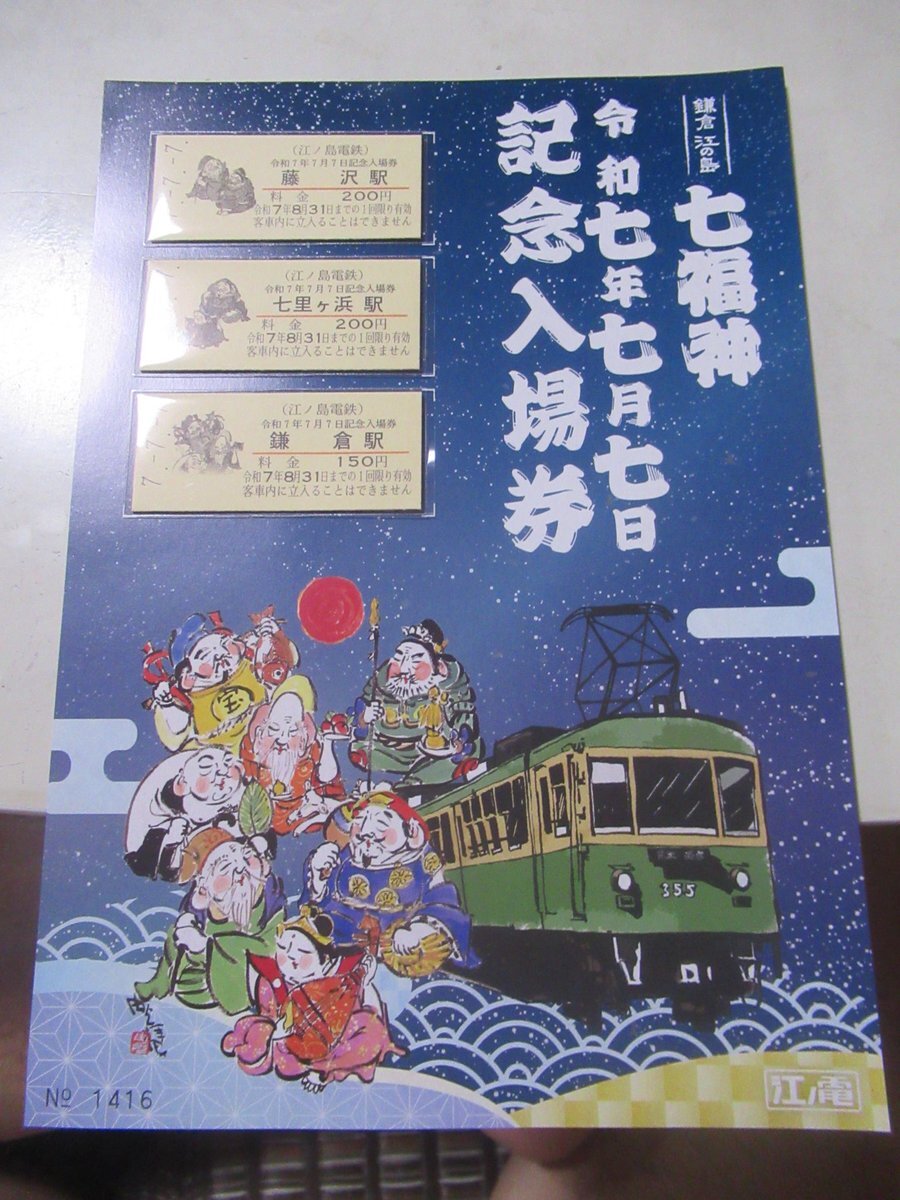 鎌倉 江の島
七福神
令和七年七月七日
記念入場券
7.-7.-7.
(江ノ島電鉄)
令和7年7月7日記念入場券
藤 沢 駅
料 金 200円
令和7年8月31日までの1回限り有効
客車内に立入ることはできません
(江ノ島電鉄)
令和7年7月7日記念入場券
七里ヶ浜 駅
料 金 200円
令和7年8月31日までの1回限り有効
客車内に立入ることはできません
(江ノ島電鉄)
令和7年7月7日記念入場券
鎌 倉 駅
料 金 150円
令和7年8月31日までの1回限り有効
客車内に立入ることはできません
宝
355
№ 1416
江ノ電